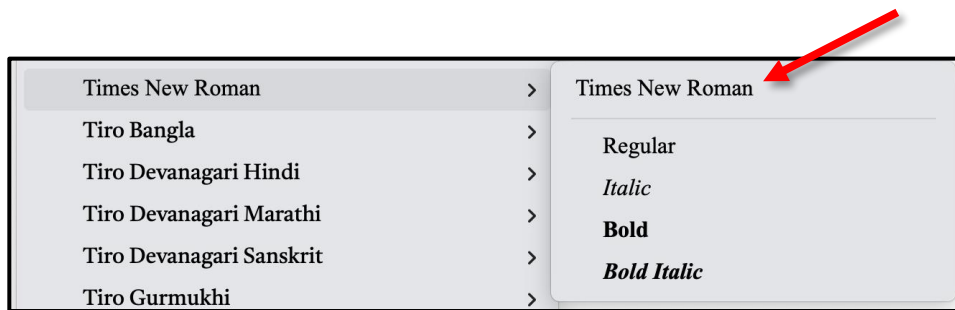 Times New Roman
Tiro Bangla
Tiro Devanagari Hindi
Tiro Devanagari Marathi
Tiro Devanagari Sanskrit
Tiro Gurmukhi
Times New Roman
Regular
Italic
Bold
Bold Italic